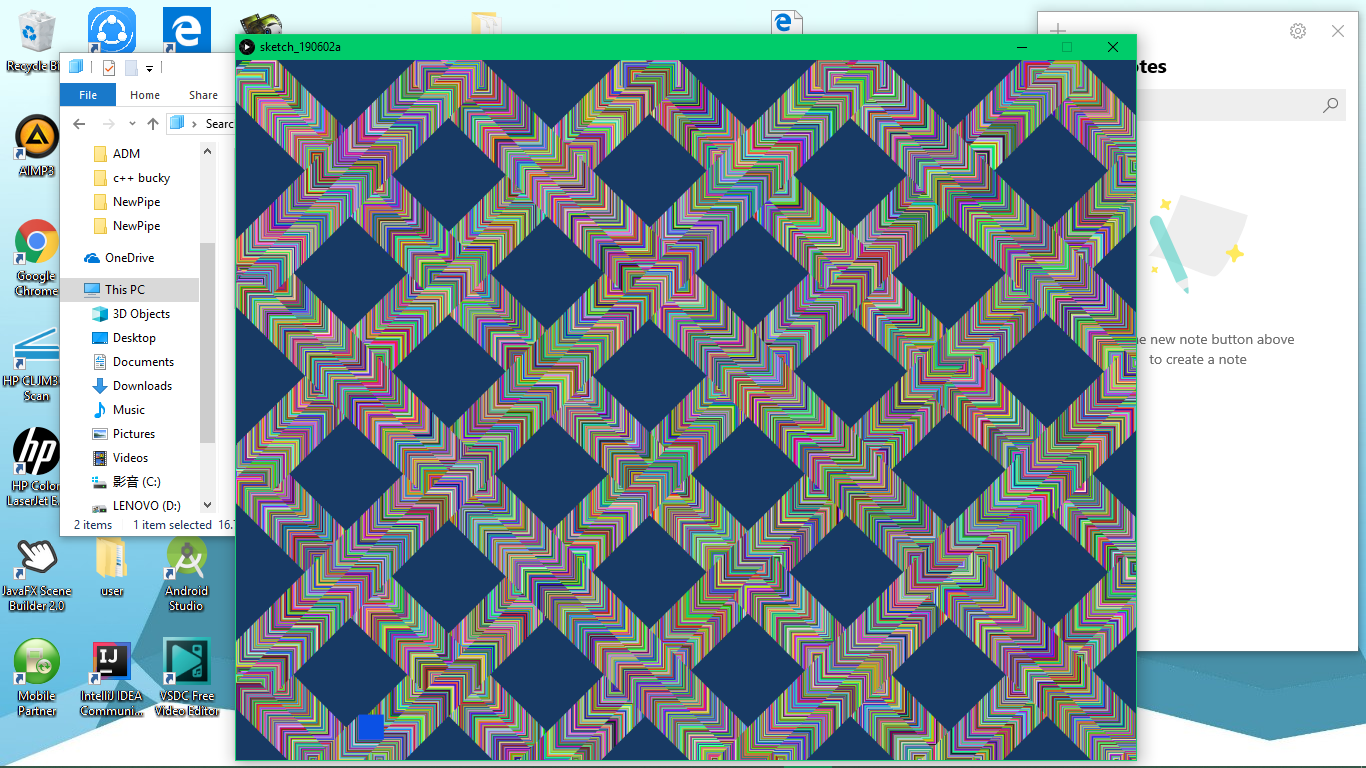 Recycle Bi
AIMP3
Google
Chrome
HP CLJM3
Scan
HP Color
LaserJet E.
JavaFX Scene
Builder 2.0
user
Android
Studio
Mobile
Partner
IntelliJ IDEA
Communi...
VSDC Free
Video Editor
File
Home
Share
Searc
ADM
c++ bucky
NewPipe
NewPipe
OneDrive
This PC
3D Objects
Desktop
Documents
Downloads
Music
Pictures
Videos
影音 (C:)
LENOVO (D:)
2 items
1 item selected
16.
sketch_190602a
otes
e new note button above
to create a note